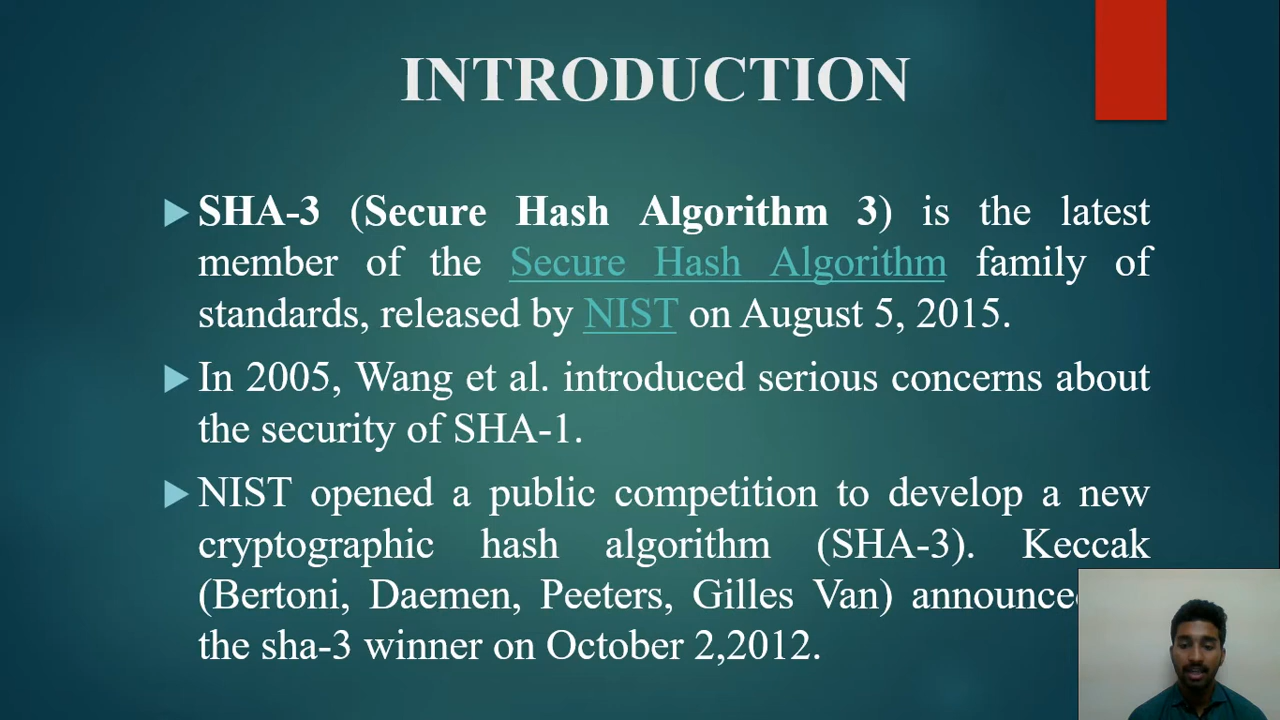 INTRODUCTION
SHA-3 (Secure Hash Algorithm 3) is the latest
member of the Secure Hash Algorithm family of
standards, released by NIST on August 5, 2015.
In 2005, Wang et al. introduced serious concerns about
the security of SHA-1.
NIST opened a public competition to develop a new
cryptographic hash algorithm (SHA-3). Keccak
(Bertoni, Daemen, Peeters, Gilles Van)
the sha-3 winner on October 2,2012.